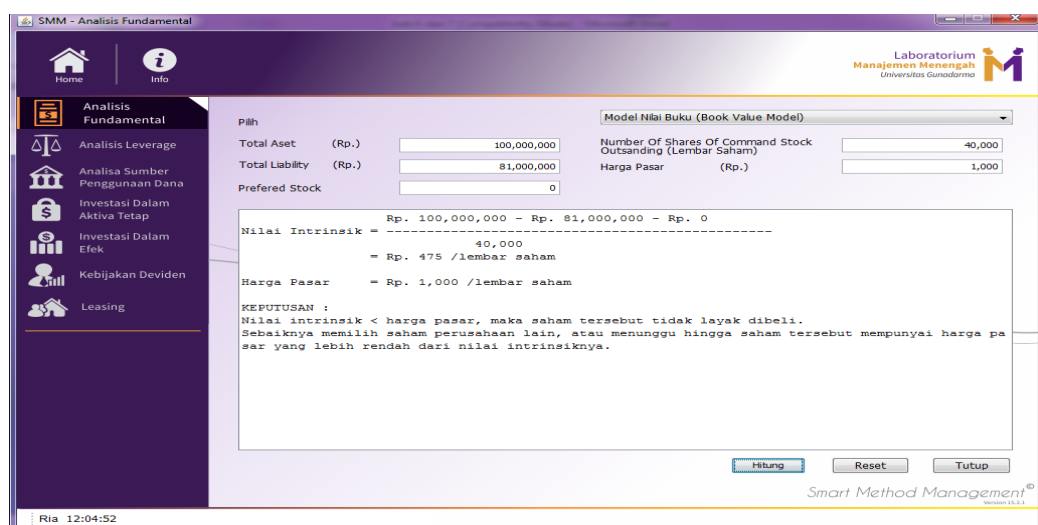 SMM - Analisis Fundamental
Home
Info
Laboratorium
Manajemen Menengah
Universitas Gunadarma
Analisis
Fundamental
Analisis Leverage
Analisa Sumber
Penggunaan Dana
Investasi Dalam
Aktiva Tetap
Investasi Dalam
Efek
Kebijakan Deviden
Leasing
Pilih
Model Nilai Buku (Book Value Model)
Total Aset (Rp.) 100,000,000
Number Of Shares Of Command Stock
Outsanding (Lembar Saham) 40,000
Total Liability (Rp.) 81,000,000
Harga Pasar (Rp.) 1,000
Prefered Stock 0
Rp. 100,000,000 - Rp. 81,000,000 - Rp. 0
Nilai Intrinsik = --------------------------------------------------
40,000
= Rp. 475 /lembar saham
Harga Pasar = Rp. 1,000 /lembar saham
KEPUTUSAN :
Nilai intrinsik < harga pasar, maka saham tersebut tidak layak dibeli.
Sebaiknya memilih saham perusahaan lain, atau menunggu hingga saham tersebut mempunyai harga pa
sar yang lebih rendah dari nilai intrinsiknya.
Hitung
Reset
Tutup
Smart Method Management©
Version 15.2.1
Ria 12:04:52